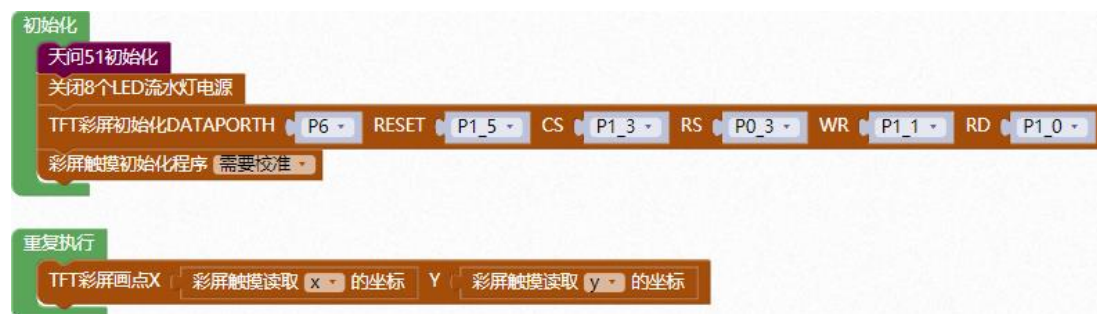 初始化
天问51初始化
关闭8个LED流水灯电源
TFT彩屏初始化DATAPORTH P6 RESET P1_5 CS P1_3 RS P0_3 WR P1_1 RD P1_0
彩屏触摸初始化程序 需要校准
重复执行
TFT彩屏画点X 彩屏触摸读取 x 的坐标 Y 彩屏触摸读取 y 的坐标